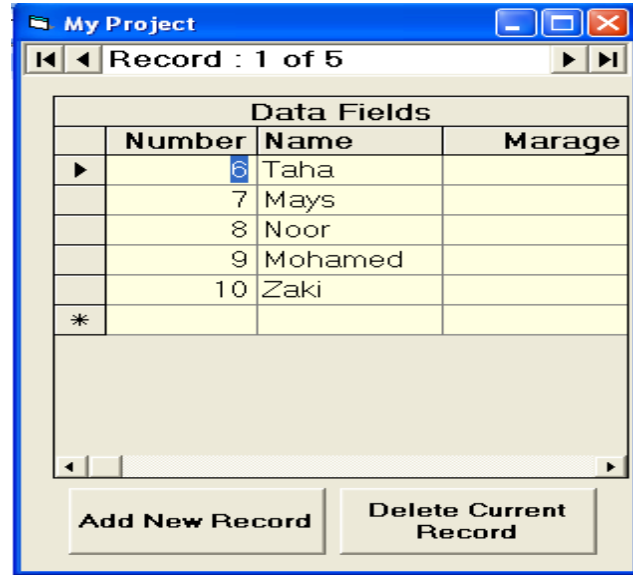 My Project
Record : 1 of 5
Data Fields
Number Name Marage
6 Taha
7 Mays
8 Noor
9 Mohamed
10 Zaki
*
Add New Record
Delete Current
Record